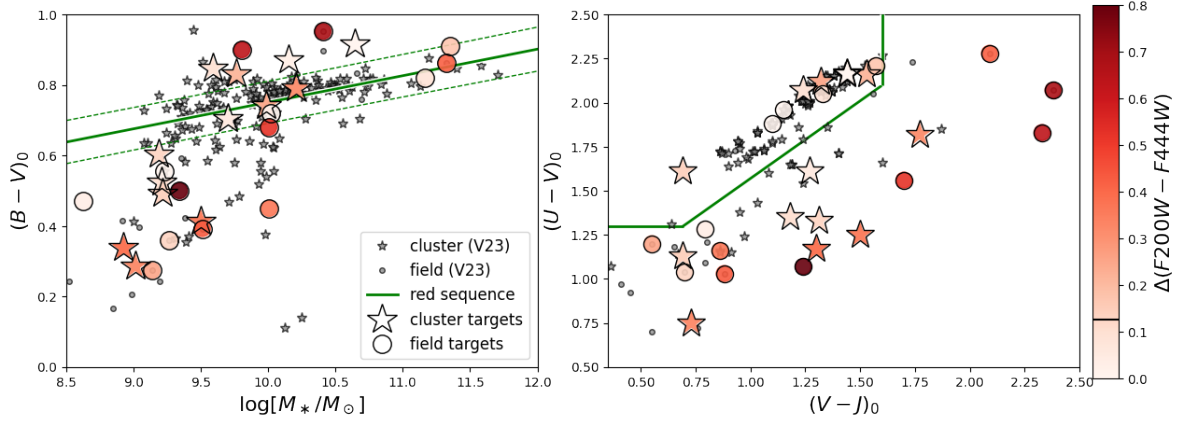 1.0
0.8
0.6
0.4
0.2
0.0
(B − V)₀
8.5 9.0 9.5 10.0 10.5 11.0 11.5 12.0
log[M∗/M⊙]
cluster (V23)
field (V23)
red sequence
cluster targets
field targets
2.50
2.25
2.00
1.75
1.50
1.25
1.00
0.75
0.50
(U − V)₀
0.50 0.75 1.00 1.25 1.50 1.75 2.00 2.25 2.50
(V − J)₀
0.8
0.7
0.6
0.5
0.4
0.3
0.2
0.1
0.0
Δ(F200W − F444W)